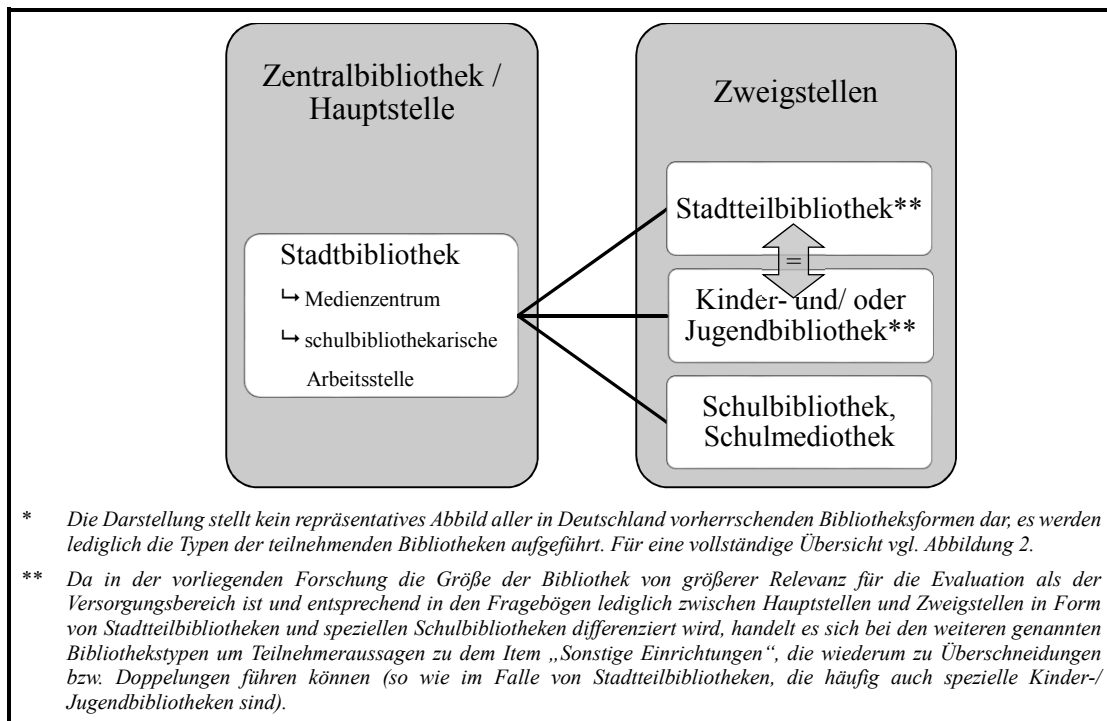 Zentralbibliothek /
Hauptstelle
Stadtbibliothek
↳ Medienzentrum
↳ schulbibliothekarische
Arbeitsstelle
Zweigstellen
Stadtteilbibliothek**
=
Kinder- und/ oder
Jugendbibliothek**
Schulbibliothek,
Schulmediothek
* Die Darstellung stellt kein repräsentatives Abbild aller in Deutschland vorherrschenden Bibliotheksformen dar, es werden
lediglich die Typen der teilnehmenden Bibliotheken aufgeführt. Für eine vollständige Übersicht vgl. Abbildung 2.
** Da in der vorliegenden Forschung die Größe der Bibliothek von größerer Relevanz für die Evaluation als der
Versorgungsbereich ist und entsprechend in den Fragebögen lediglich zwischen Hauptstellen und Zweigstellen in Form
von Stadtteilbibliotheken und speziellen Schulbibliotheken differenziert wird, handelt es sich bei den weiteren genannten
Bibliothekstypen um Teilnehmeraussagen zu dem Item „Sonstige Einrichtungen“, die wiederum zu Überschneidungen
bzw. Doppelungen führen können (so wie im Falle von Stadtteilbibliotheken, die häufig auch spezielle Kinder-/
Jugendbibliotheken sind).